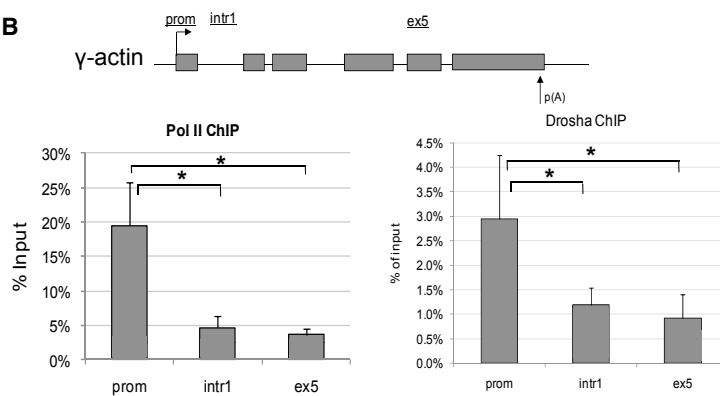 B
prom intr1 ex5
γ-actin
p(A)
Pol II ChIP
% Input
30%
25%
20%
15%
10%
5%
0%
*
*
prom intr1 ex5
Drosha ChIP
% of input
4.5%
4.0%
3.5%
3.0%
2.5%
2.0%
1.5%
1.0%
0.5%
0.0%
*
*
prom intr1 ex5